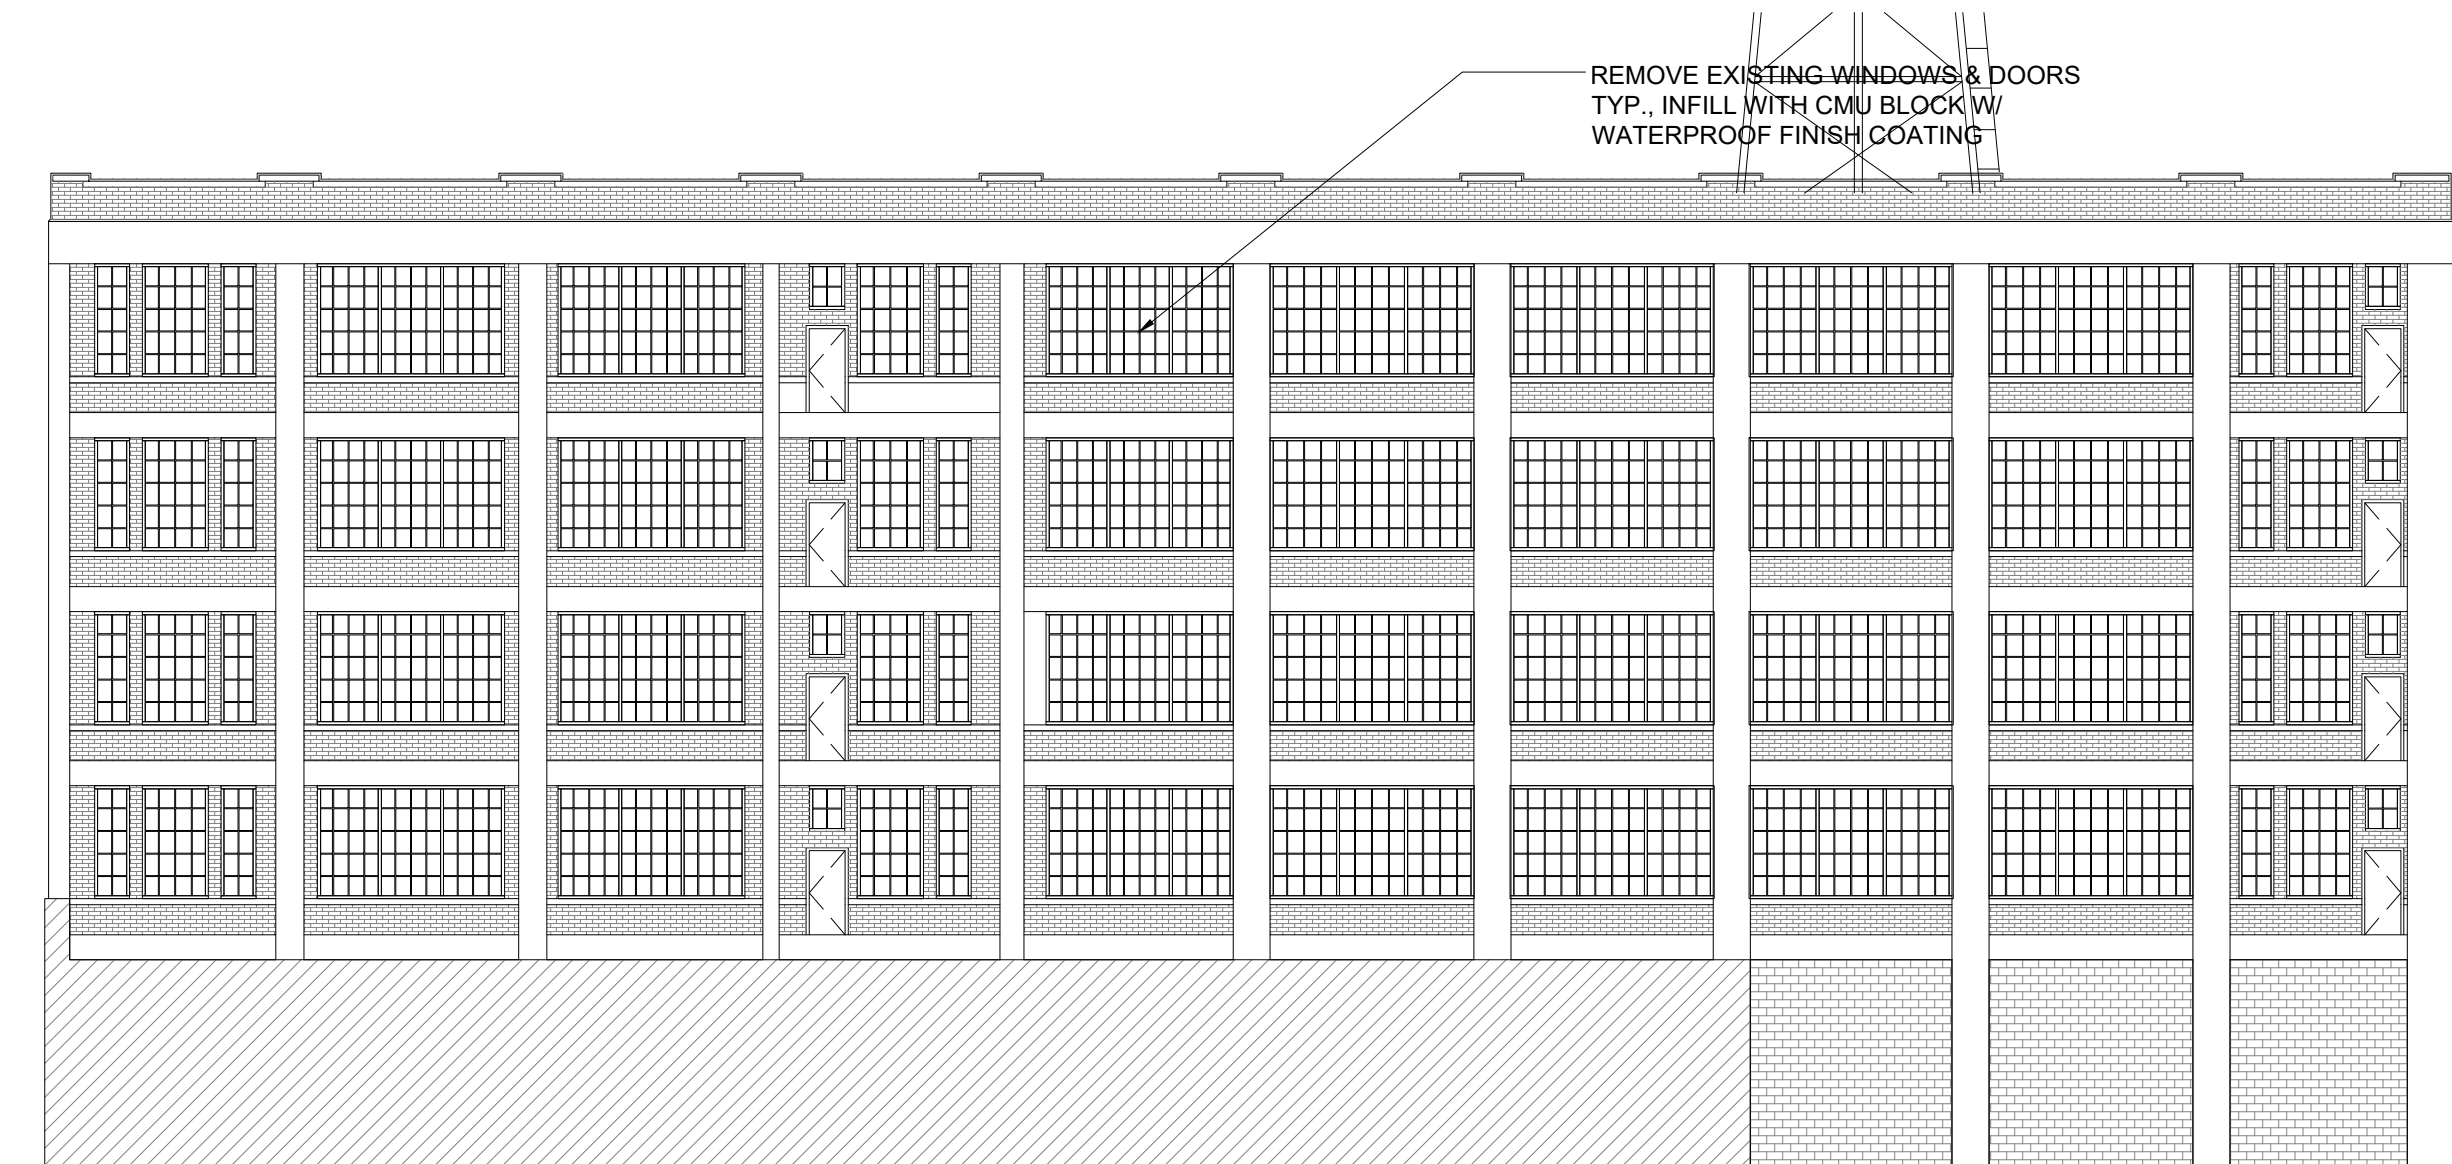 REMOVE EXISTING WINDOWS & DOORS
TYP., INFILL WITH CMU BLOCK W/
WATERPROOF FINISH COATING